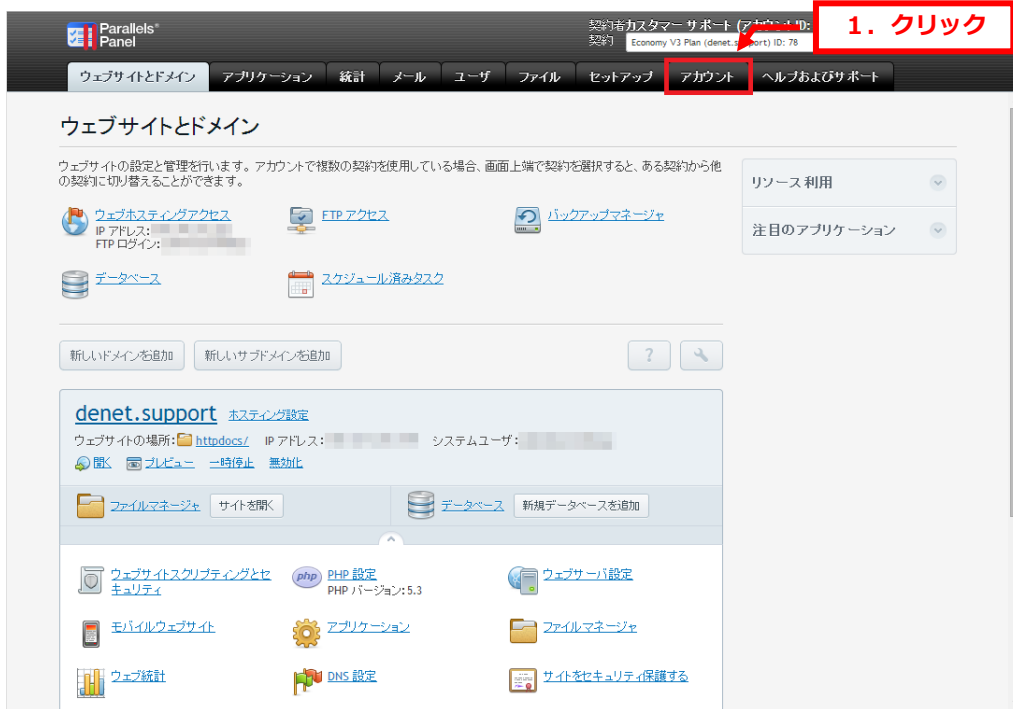 Parallels®
Panel
契約者カスタマー サポート (アカウント ID:
契約 Economy V3 Plan (denet.support) ID: 78
1. クリック
ウェブサイトとドメイン アプリケーション 統計 メール ユーザ ファイル セットアップ アカウント ヘルプおよびサポート
ウェブサイトとドメイン
ウェブサイトの設定と管理を行います。アカウントで複数の契約を使用している場合、画面上端で契約を選択すると、ある契約から他
の契約に切り替えることができます。
リソース利用
注目のアプリケーション
ウェブホスティングアクセス
IP アドレス:
FTP ログイン:
FTP アクセス
バックアップマネージャ
データベース
スケジュール済みタスク
新しいドメインを追加 新しいサブドメインを追加 ?
denet.support ホスティング設定
ウェブサイトの場所: httpdocs/ IP アドレス: システムユーザ:
開く プレビュー 一時停止 無効化
ファイルマネージャ サイトを開く データベース 新規データベースを追加
ウェブサイトスクリプティングとセ
キュリティ
php PHP 設定
PHP バージョン: 5.3
ウェブサーバ設定
モバイルウェブサイト アプリケーション ファイルマネージャ
ウェブ統計 DNS 設定 サイトをセキュリティ保護する